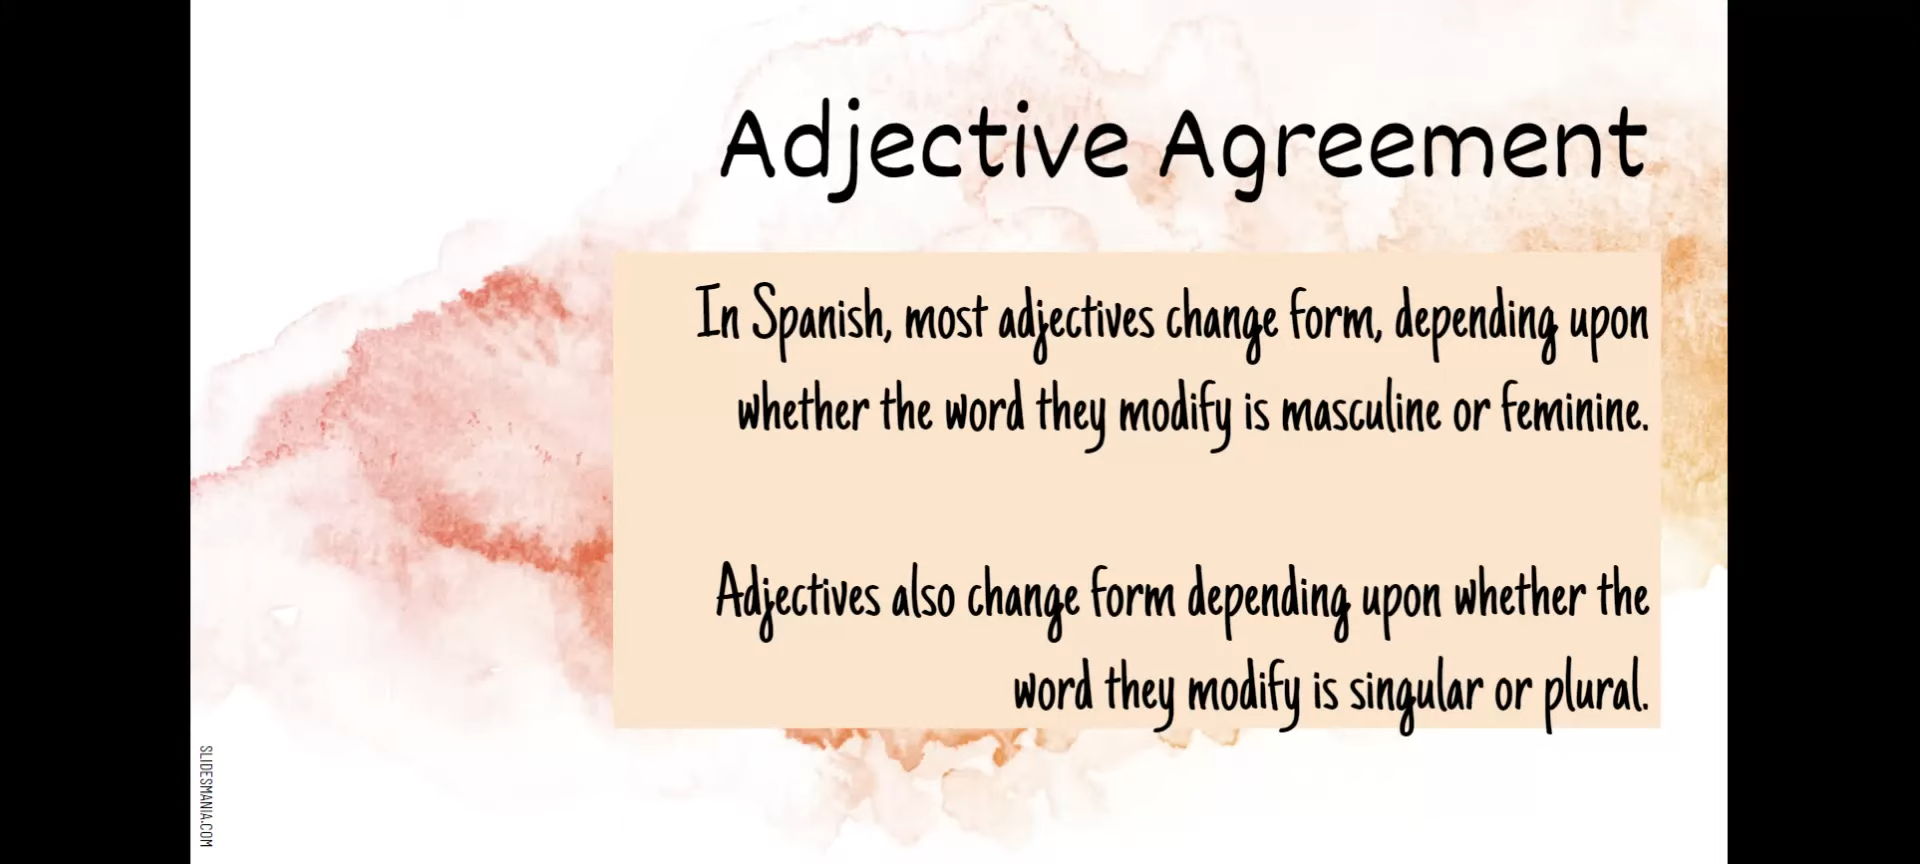 Adjective Agreement
In Spanish, most adjectives change form, depending upon
whether the word they modify is masculine or feminine.
Adjectives also change form depending upon whether the
word they modify is singular or plural.
SLIDESMANIA.COM